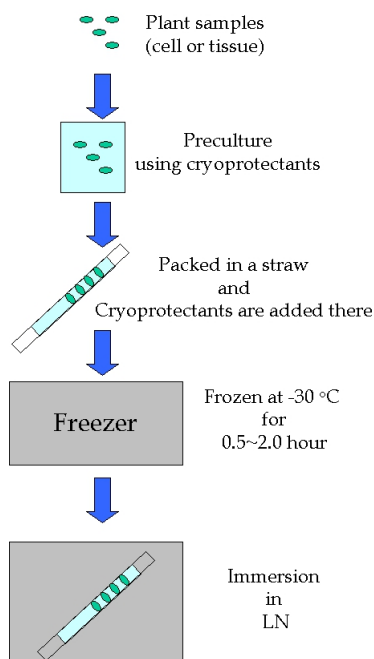 Plant samples
(cell or tissue)
Preculture
using cryoprotectants
Packed in a straw
and
Cryoprotectants are added there
Freezer
Frozen at -30 °C
for
0.5~2.0 hour
Immersion
in
LN